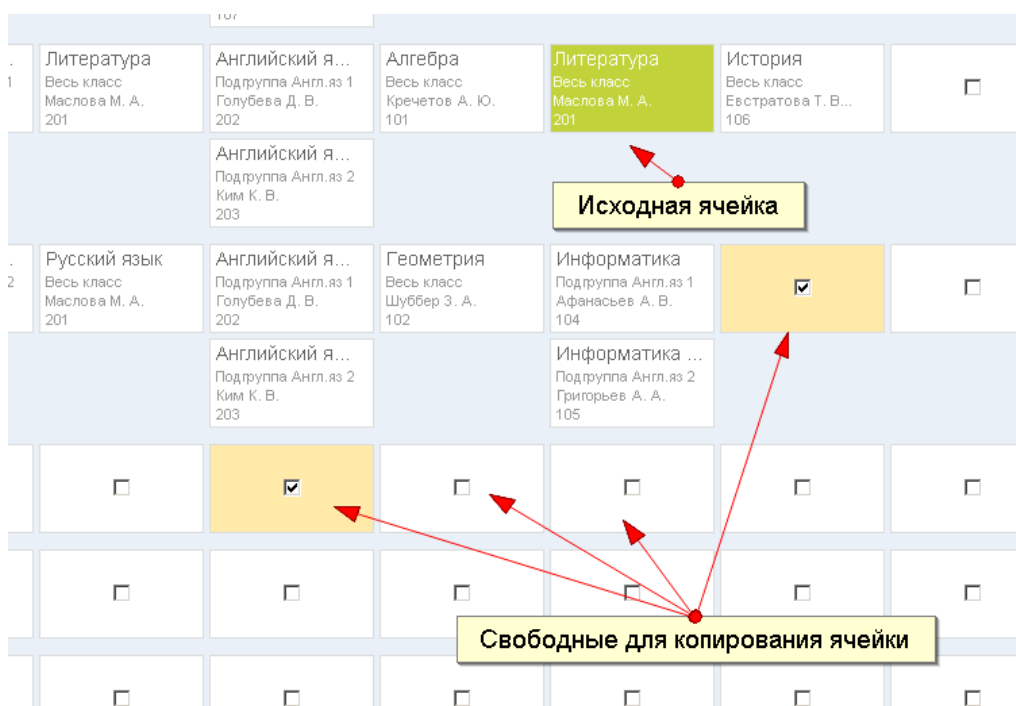 107
.
1
Литература
Весь класс
Маслова М. А.
201
Английский я...
Подгруппа Англ.яз 1
Голубева Д. В.
202
Алгебра
Весь класс
Кречетов А. Ю.
101
Литература
Весь класс
Маслова М. А.
201
История
Весь класс
Евстратова Т. В...
106
Английский я...
Подгруппа Англ.яз 2
Ким К. В.
203
Исходная ячейка
.
2
Русский язык
Весь класс
Маслова М. А.
201
Английский я...
Подгруппа Англ.яз 1
Голубева Д. В.
202
Геометрия
Весь класс
Шуббер З. А.
102
Информатика
Подгруппа Англ.яз 1
Афанасьев А. В.
104
Английский я...
Подгруппа Англ.яз 2
Ким К. В.
203
Информатика ...
Подгруппа Англ.яз 2
Григорьев А. А.
105
Свободные для копирования ячейки